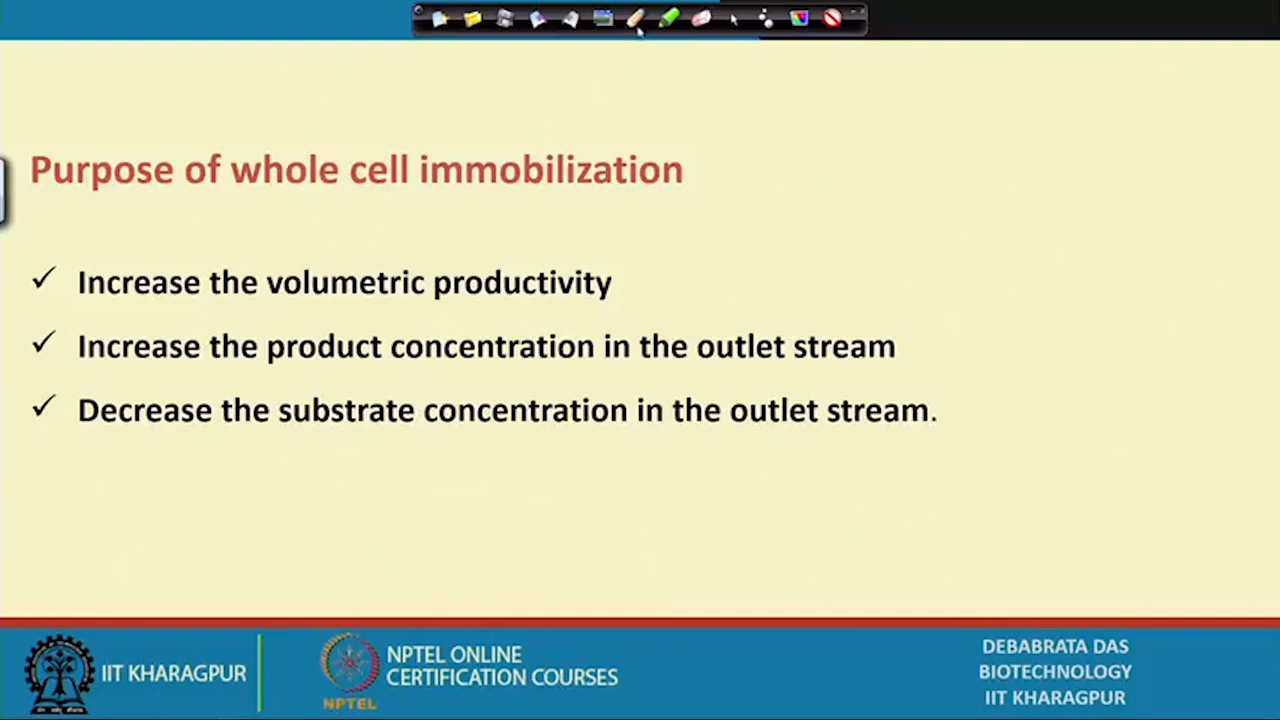 Purpose of whole cell immobilization
✓ Increase the volumetric productivity
✓ Increase the product concentration in the outlet stream
✓ Decrease the substrate concentration in the outlet stream.
IIT KHARAGPUR
NPTEL
NPTEL ONLINE
CERTIFICATION COURSES
DEBABRATA DAS
BIOTECHNOLOGY
IIT KHARAGPUR